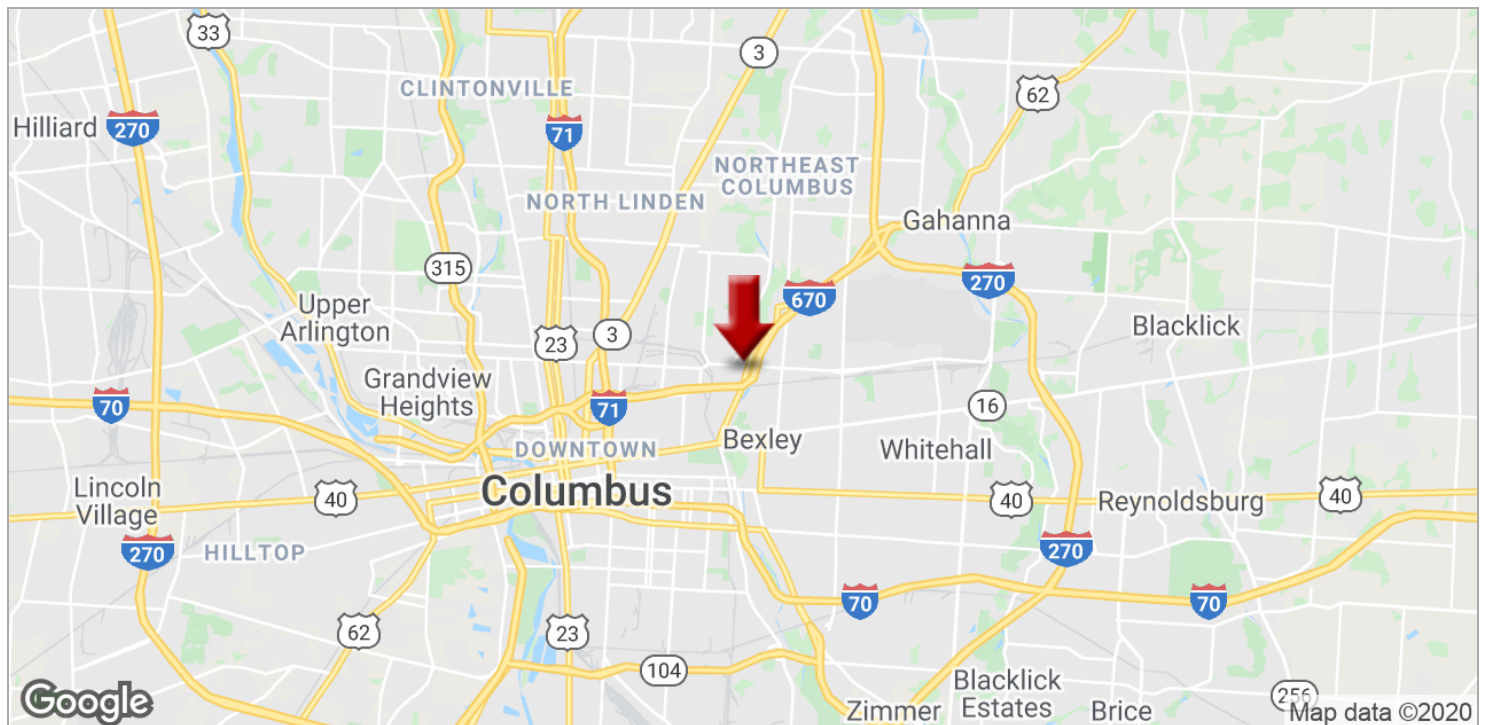 33
3
CLINTONVILLE
62
Hilliard
270
71
NORTHEAST
COLUMBUS
NORTH LINDEN
Gahanna
315
270
670
Upper
Arlington
23
3
Blacklick
Grandview
Heights
70
71
16
DOWNTOWN
Bexley
Whitehall
Lincoln
Village
40
Columbus
40
Reynoldsburg
40
270
HILLTOP
270
70
70
62
23
104
Blacklick
Estates
256
Google
Zimmer
Brice
Map data ©2020